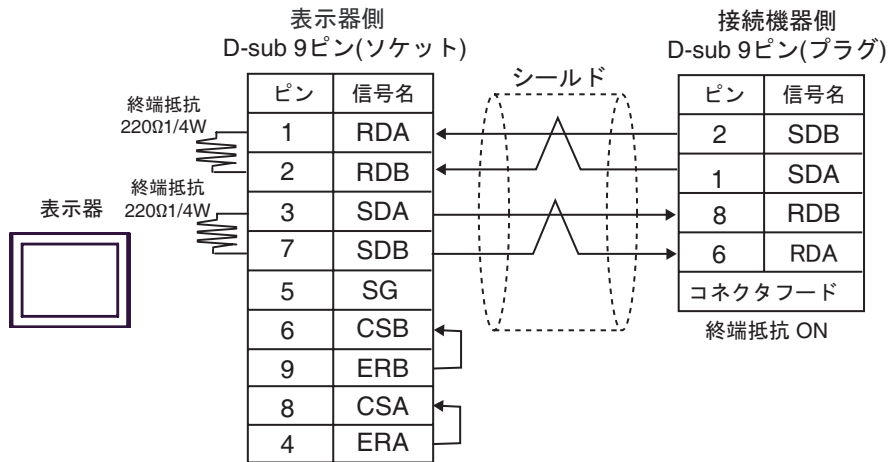 表示器側
D-sub 9ピン(ソケット)
接続機器側
D-sub 9ピン(プラグ)
シールド
終端抵抗
220Ω1/4W
終端抵抗
220Ω1/4W
表示器
ピン 信号名
1 RDA
2 RDB
3 SDA
7 SDB
5 SG
6 CSB
9 ERB
8 CSA
4 ERA
ピン 信号名
2 SDB
1 SDA
8 RDB
6 RDA
コネクタフード
終端抵抗 ON